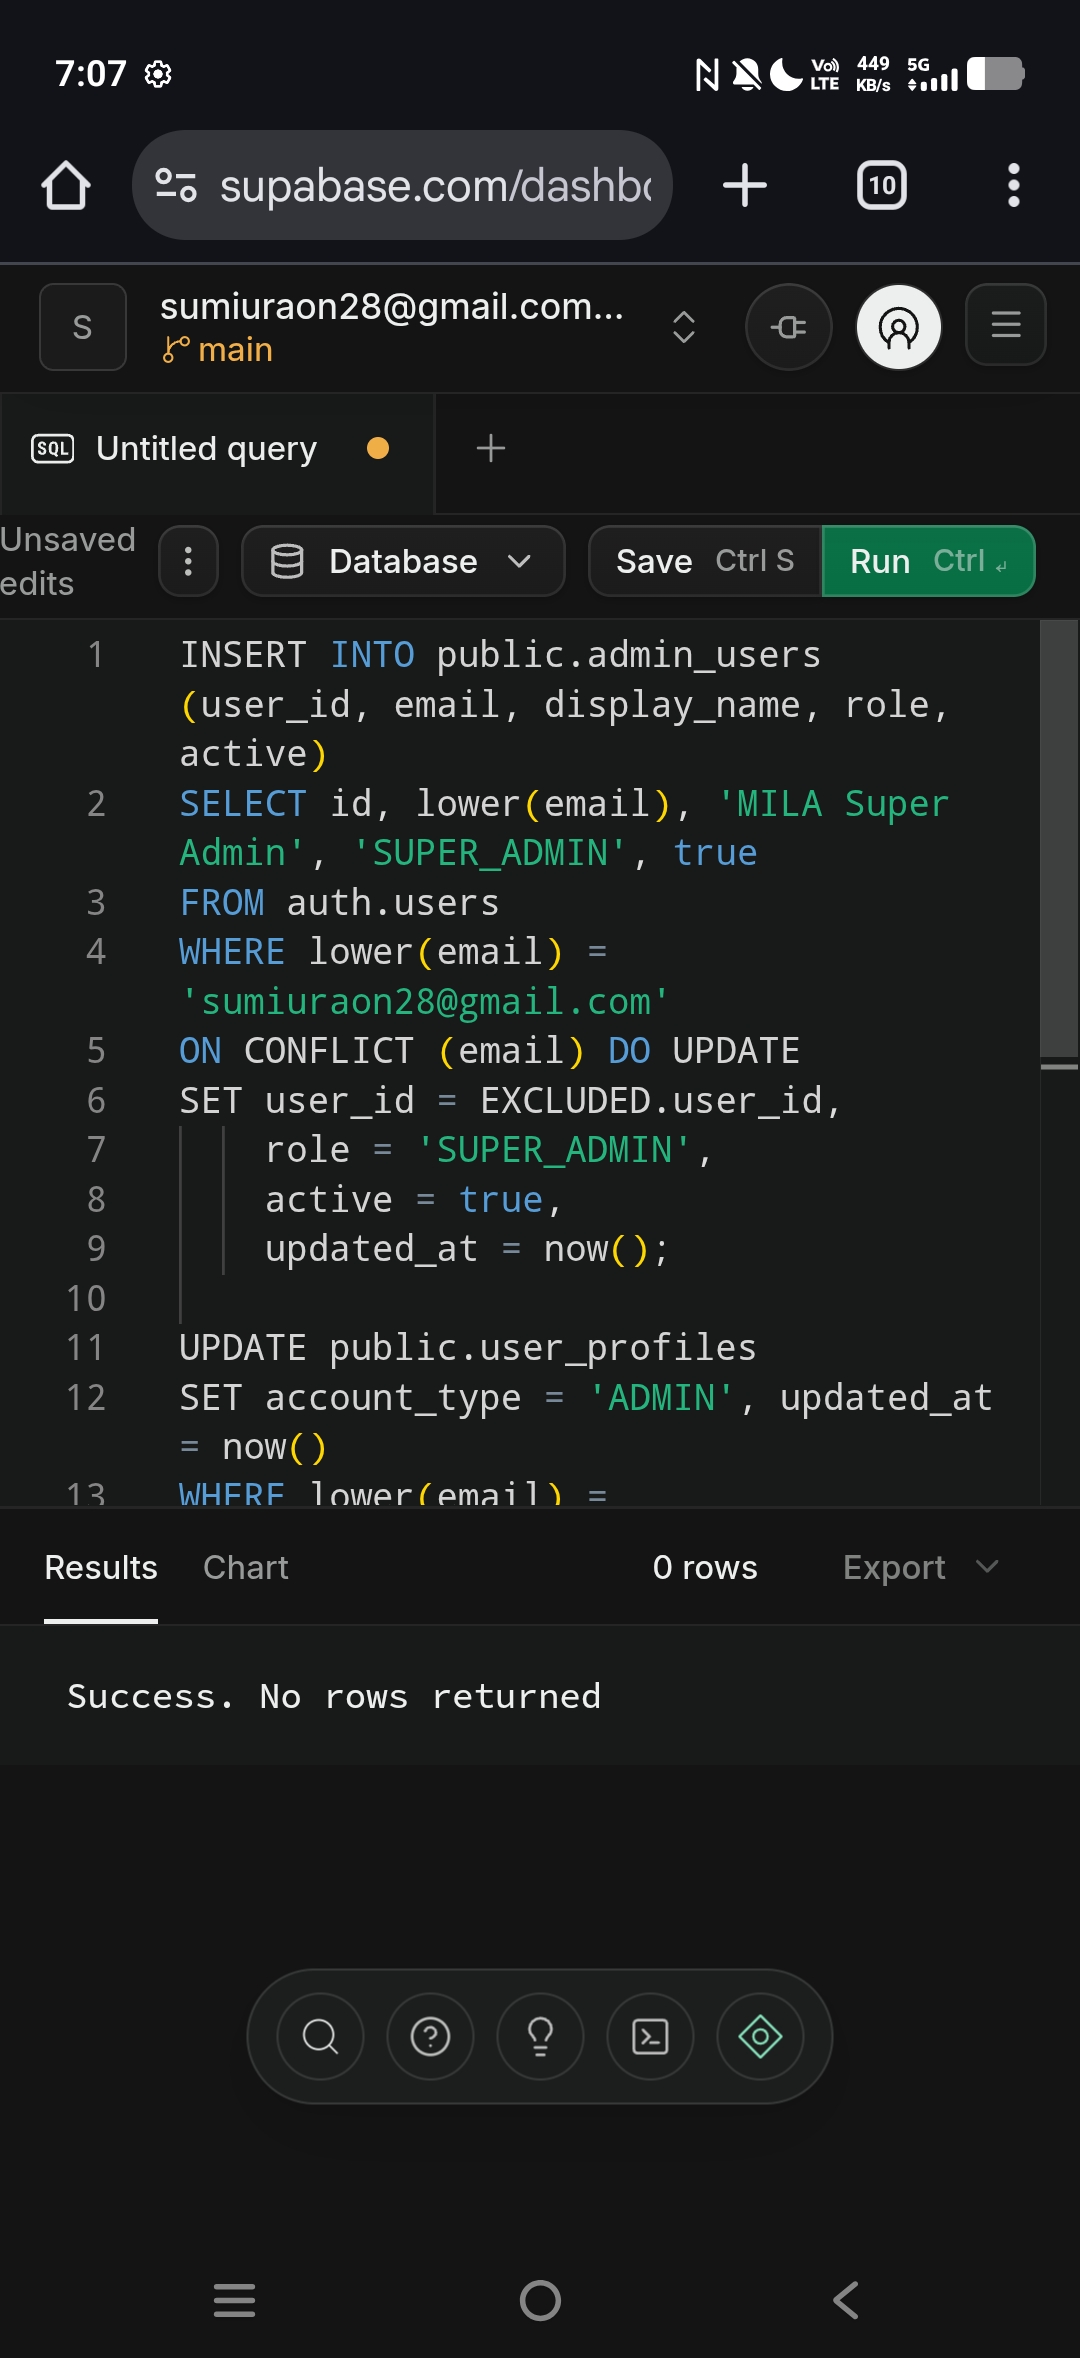 7:07
Vo)) LTE
449 KB/s
5G
supabase.com/dashbo
10
S
sumiuraon28@gmail.com...
main
SQL Untitled query
Unsaved edits
Database
Save Ctrl S
Run Ctrl ↵
1 INSERT INTO public.admin_users
(user_id, email, display_name, role,
active)
2 SELECT id, lower(email), 'MILA Super
Admin', 'SUPER_ADMIN', true
3 FROM auth.users
4 WHERE lower(email) =
'sumiuraon28@gmail.com'
5 ON CONFLICT (email) DO UPDATE
6 SET user_id = EXCLUDED.user_id,
7 role = 'SUPER_ADMIN',
8 active = true,
9 updated_at = now();
10
11 UPDATE public.user_profiles
12 SET account_type = 'ADMIN', updated_at
= now()
13 WHERE lower(email) =
Results Chart 0 rows Export
Success. No rows returned